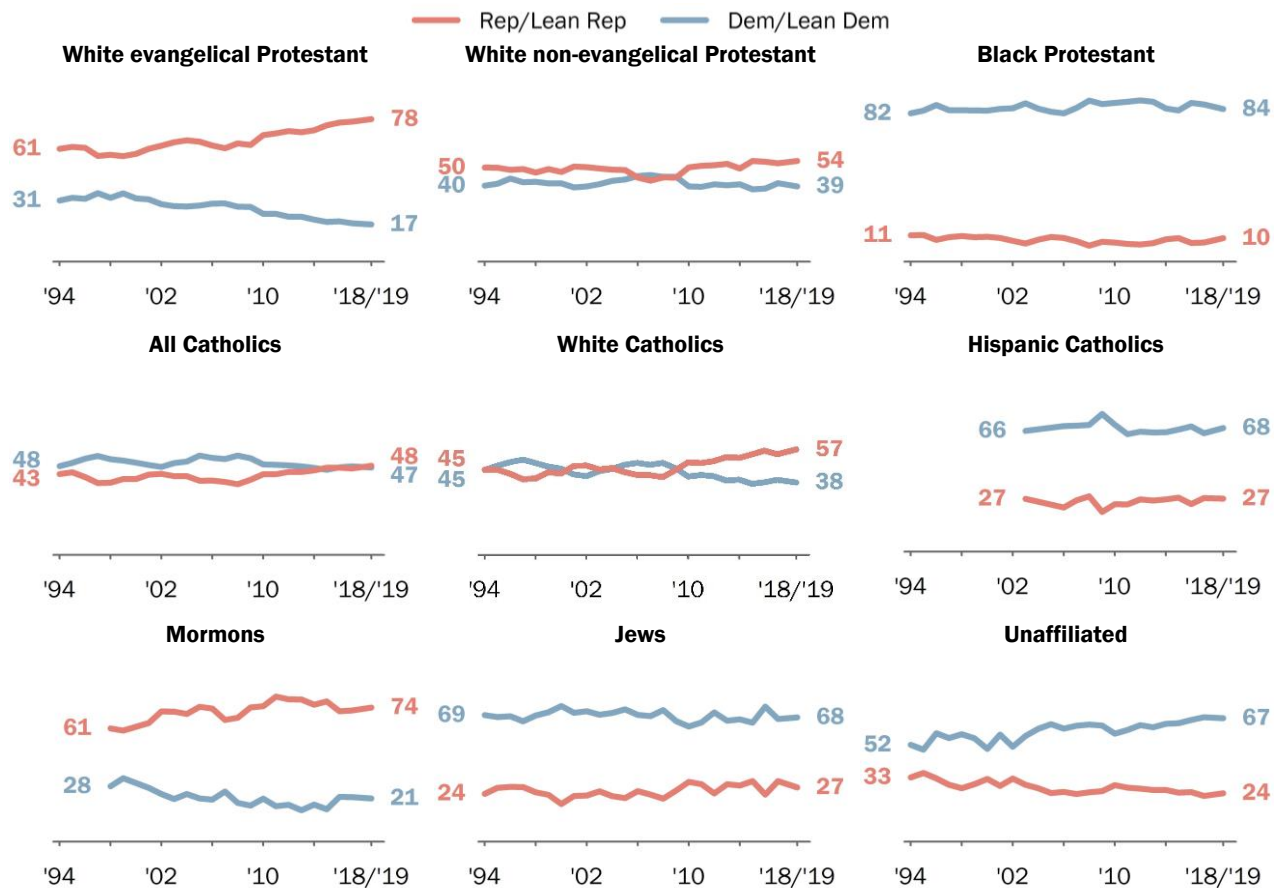 Rep/Lean Rep Dem/Lean Dem
White evangelical Protestant White non-evangelical Protestant Black Protestant
61 78
31 17
50 54
40 39
82 84
11 10
'94 '02 '10 '18/'19 '94 '02 '10 '18/'19 '94 '02 '10 '18/'19
All Catholics White Catholics Hispanic Catholics
48 48
43 47
45 57
45 38
66 68
27 27
'94 '02 '10 '18/'19 '94 '02 '10 '18/'19 '94 '02 '10 '18/'19
Mormons Jews Unaffiliated
61 74
28 21
69 68
24 27
52 67
33 24
'94 '02 '10 '18/'19 '94 '02 '10 '18/'19 '94 '02 '10 '18/'19